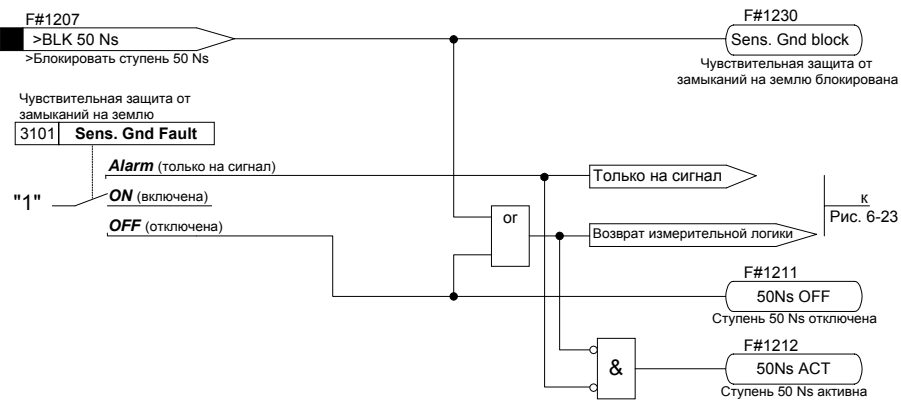 F#1207
>BLK 50 Ns
>Блокировать ступень 50 Ns
F#1230
Sens. Gnd block
Чувствительная защита от
замыканий на землю блокирована
Чувствительная защита от
замыканий на землю
3101 Sens. Gnd Fault
"1"
Alarm (только на сигнал)
ON (включена)
OFF (отключена)
or
Только на сигнал
Возврат измерительной логики
к
Рис. 6-23
F#1211
50Ns OFF
Ступень 50 Ns отключена
&
F#1212
50Ns ACT
Ступень 50 Ns активна